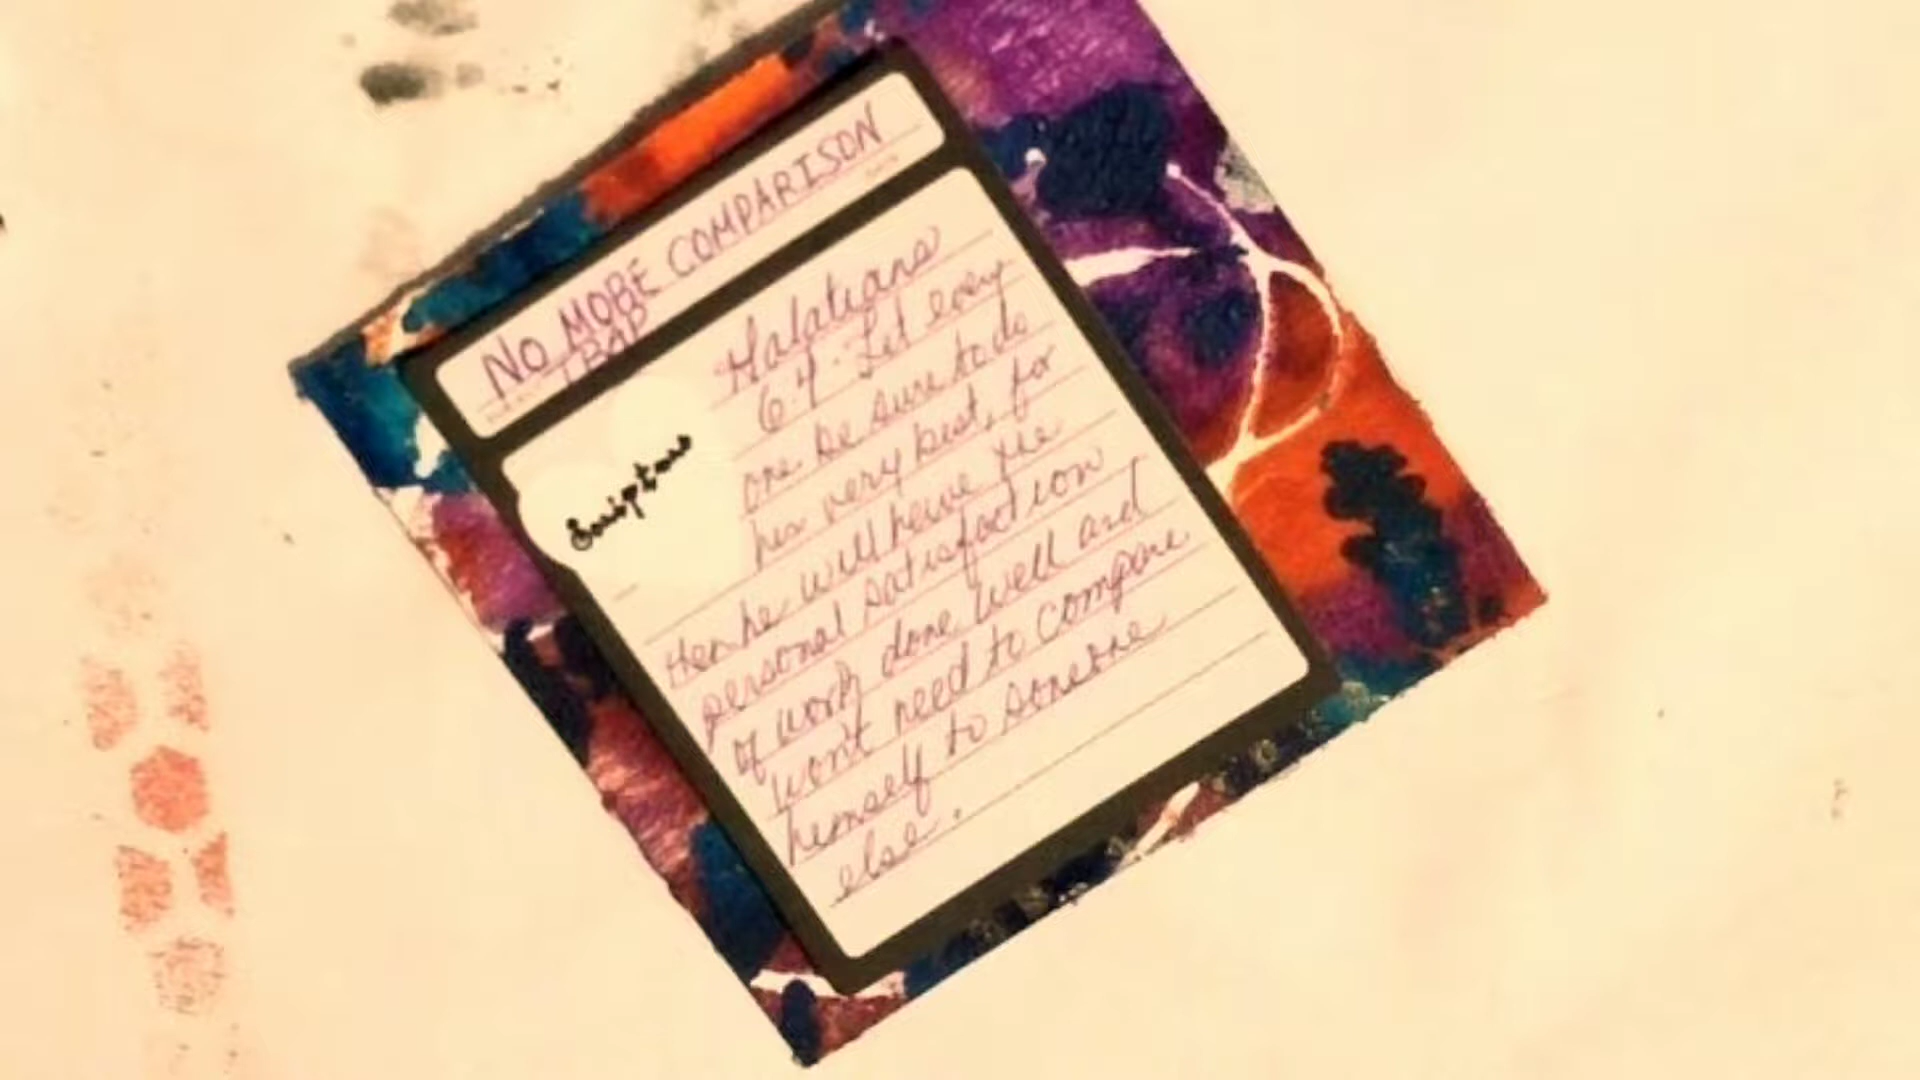 NO MORE COMPARISON
TRAP
Scripture
Galatians
6:4 Let every
one be sure to do
his very best, for
then he will have the
personal satisfaction
of work done well and
won't need to compare
himself to someone
else.